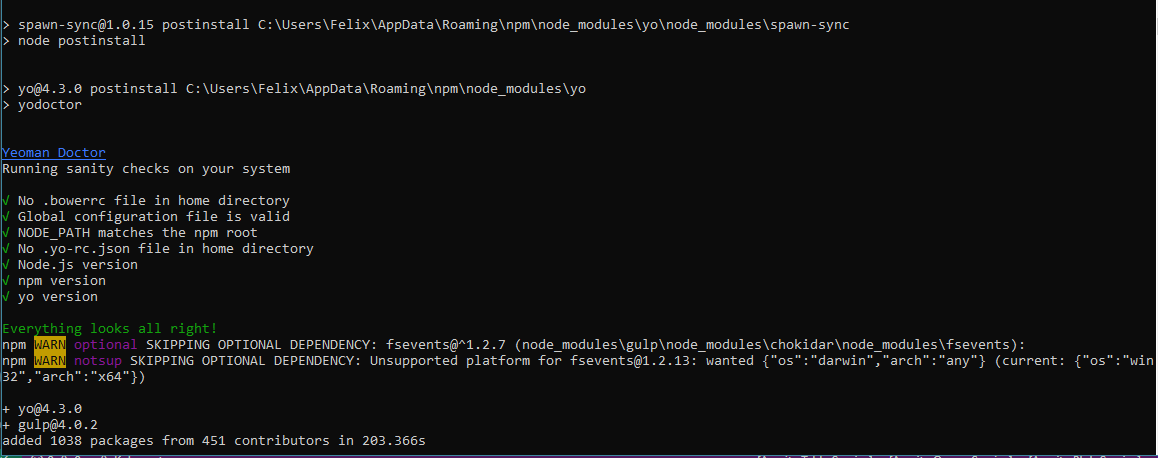 > spawn-sync@1.0.15 postinstall C:\Users\Felix\AppData\Roaming\npm\node_modules\yo\node_modules\spawn-sync
> node postinstall
> yo@4.3.0 postinstall C:\Users\Felix\AppData\Roaming\npm\node_modules\yo
> yodoctor
Yeoman Doctor
Running sanity checks on your system
√ No .bowerrc file in home directory
√ Global configuration file is valid
√ NODE_PATH matches the npm root
√ No .yo-rc.json file in home directory
√ Node.js version
√ npm version
√ yo version
Everything looks all right!
npm WARN optional SKIPPING OPTIONAL DEPENDENCY: fsevents@^1.2.7 (node_modules\gulp\node_modules\chokidar\node_modules\fsevents):
npm WARN notsup SKIPPING OPTIONAL DEPENDENCY: Unsupported platform for fsevents@1.2.13: wanted {"os":"darwin","arch":"any"} (current: {"os":"win
32","arch":"x64"})
+ yo@4.3.0
+ gulp@4.0.2
added 1038 packages from 451 contributors in 203.366s